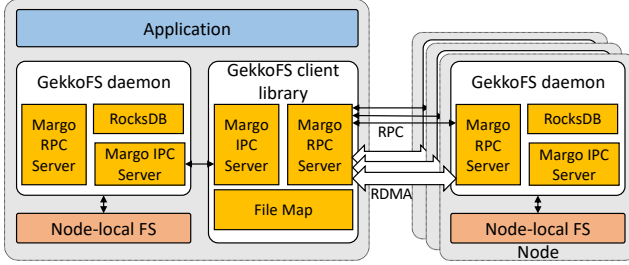 Application
GekkoFS daemon
Margo
RPC
Server
RocksDB
Margo IPC
Server
Node-local FS
GekkoFS client
library
Margo
IPC
Server
Margo
RPC
Server
File Map
RPC
RDMA
GekkoFS daemon
Margo
RPC
Server
RocksDB
Margo IPC
Server
Node-local FS
Node